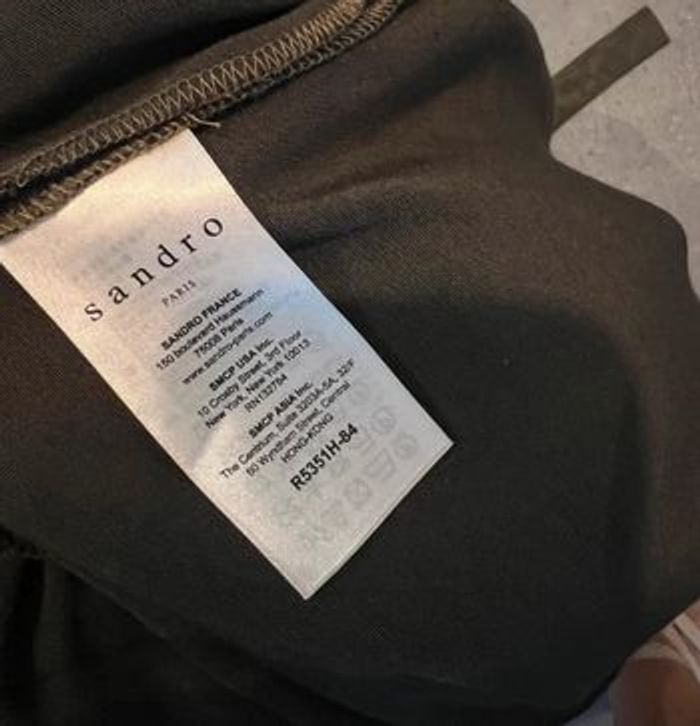 sandro
PARIS
SANDRO FRANCE
150 boulevard Haussmann
75008 Paris
www.sandro-paris.com
SMCP USA Inc.
10 Crosby Street, 3rd Floor
New York, New York 10013
RN132784
SMCP ASIA Inc.
The Centrium, Suite 3203A-5A, 32/F
60 Wyndham Street, Central
HONG-KONG
R5351H-84